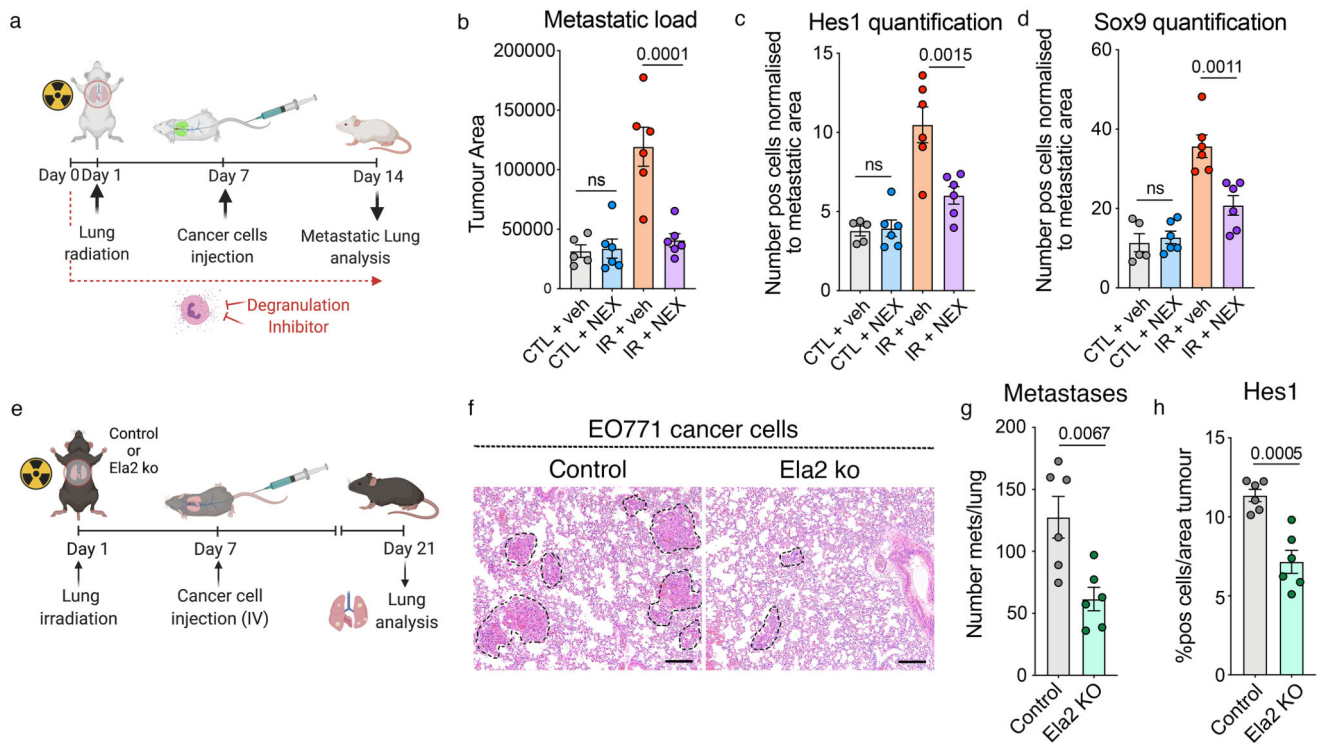 a
Day 0 Day 1
Day 7
Day 14
Lung
radiation
Cancer cells
injection
Metastatic Lung
analysis
Degranulation
Inhibitor
b
Metastatic load
Tumour Area
200000
150000
100000
50000
0
ns
0.0001
CTL + veh
CTL + NEX
IR + veh
IR + NEX
c
Hes1 quantification
Number pos cells normalised
to metastatic area
15
10
5
0
ns
0.0015
CTL + veh
CTL + NEX
IR + veh
IR + NEX
d
Sox9 quantification
Number pos cells normalised
to metastatic area
60
40
20
0
ns
0.0011
CTL + veh
CTL + NEX
IR + veh
IR + NEX
e
Control
or
Ela2 ko
Day 1
Day 7
Day 21
Lung
irradiation
Cancer cell
injection (IV)
Lung
analysis
f
EO771 cancer cells
Control
Ela2 ko
g
Metastases
Number mets/lung
200
150
100
50
0
0.0067
Control
Ela2 KO
h
Hes1
%pos cells/area tumour
15
10
5
0
0.0005
Control
Ela2 KO